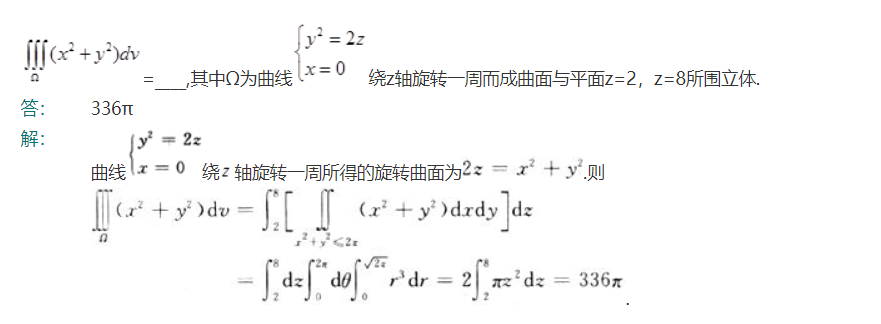 ∭_Ω (x² + y²)dv =____,其中Ω为曲线 {y² = 2z, x = 0 绕z轴旋转一周而成曲面与平面z=2，z=8所围立体.
答： 336π
解：
曲线 {y² = 2z, x = 0 绕z轴旋转一周所得的旋转曲面为2z = x² + y².则
∭_Ω (x² + y²)dv = ∫₂⁸ [ ∬_{x²+y²≤2z} (x² + y²)dxdy ]dz
= ∫₂⁸ dz ∫₀^{2π} dθ ∫₀^{√2z} r³dr = 2∫₂⁸ πz²dz = 336π.